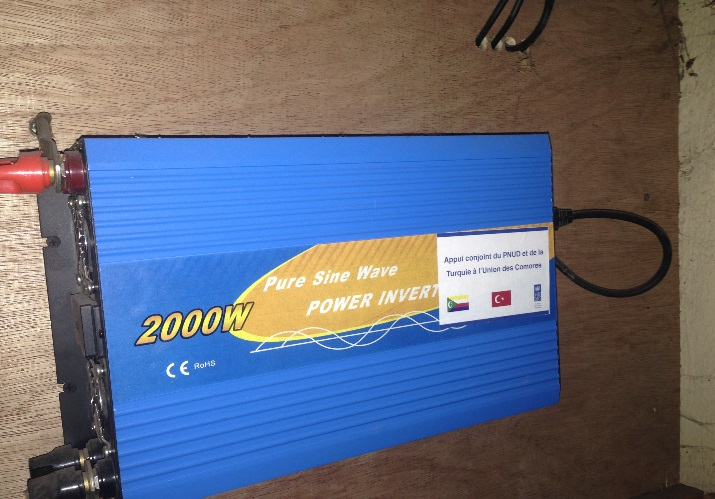 Pure Sine Wave
POWER INVERT
2000W
CE RoHS
Appui conjoint du PNUD et de la
Turquie à l'Union des Comores